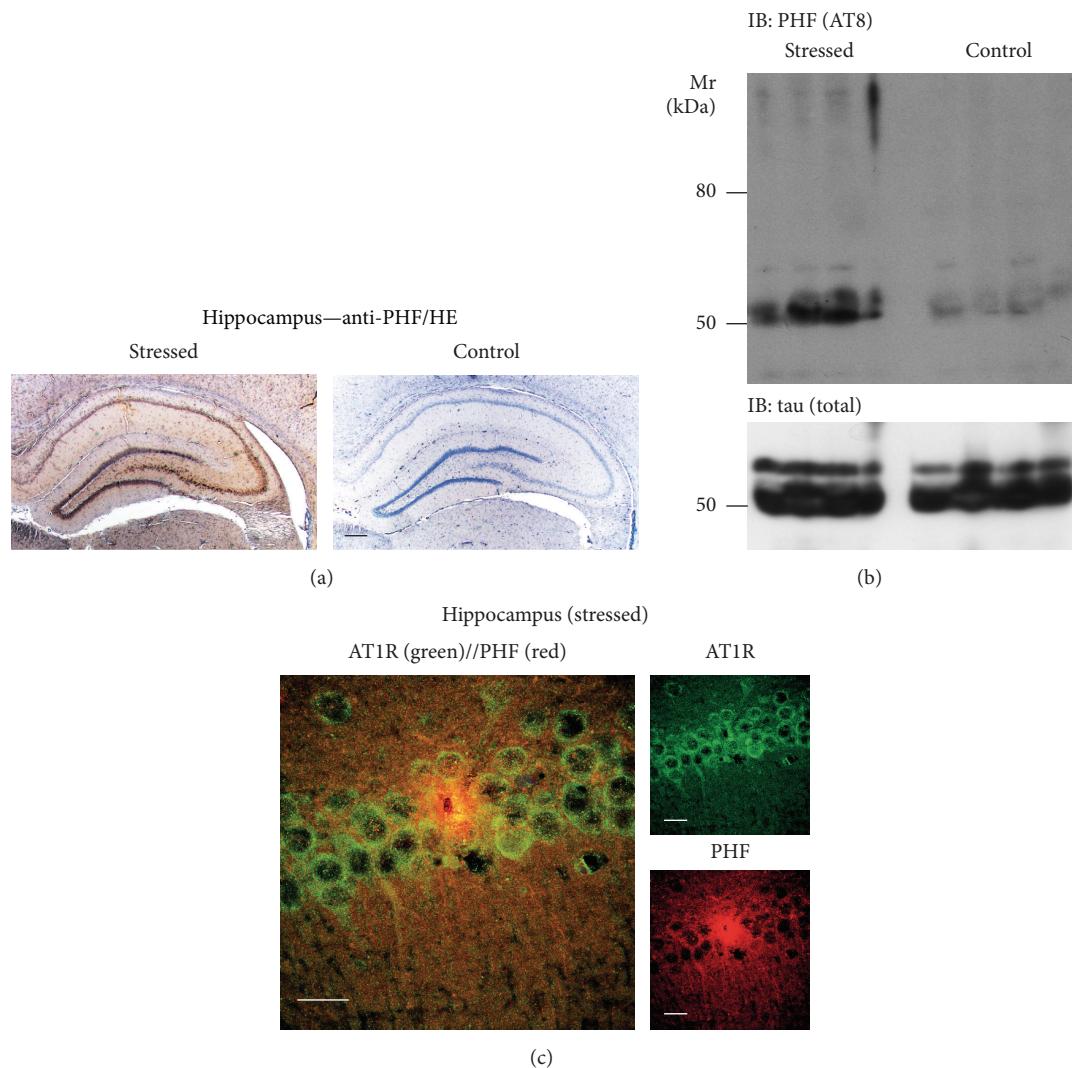 Hippocampus—anti-PHF/HE
Stressed
Control
(a)
IB: PHF (AT8)
Stressed
Control
Mr
(kDa)
80
50
IB: tau (total)
50
(b)
Hippocampus (stressed)
AT1R (green)//PHF (red)
AT1R
PHF
(c)